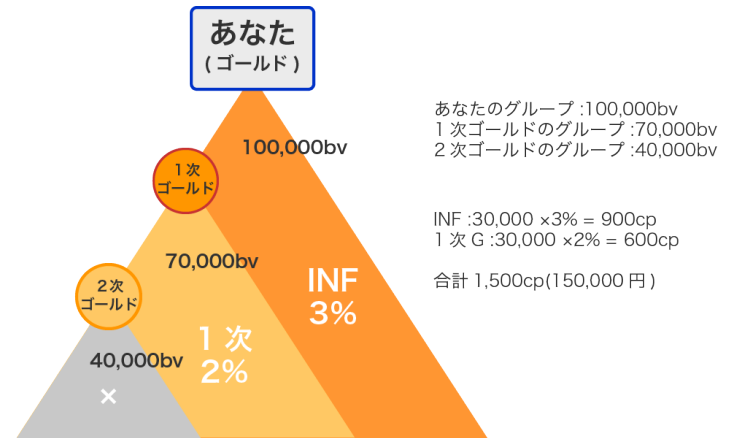 あなた
(ゴールド)
100,000bv
1次
ゴールド
70,000bv
INF
3%
2次
ゴールド
1次
2%
40,000bv
×
あなたのグループ :100,000bv
1次ゴールドのグループ :70,000bv
2次ゴールドのグループ :40,000bv
INF :30,000 ×3% = 900cp
1次G :30,000 ×2% = 600cp
合計 1,500cp(150,000円)